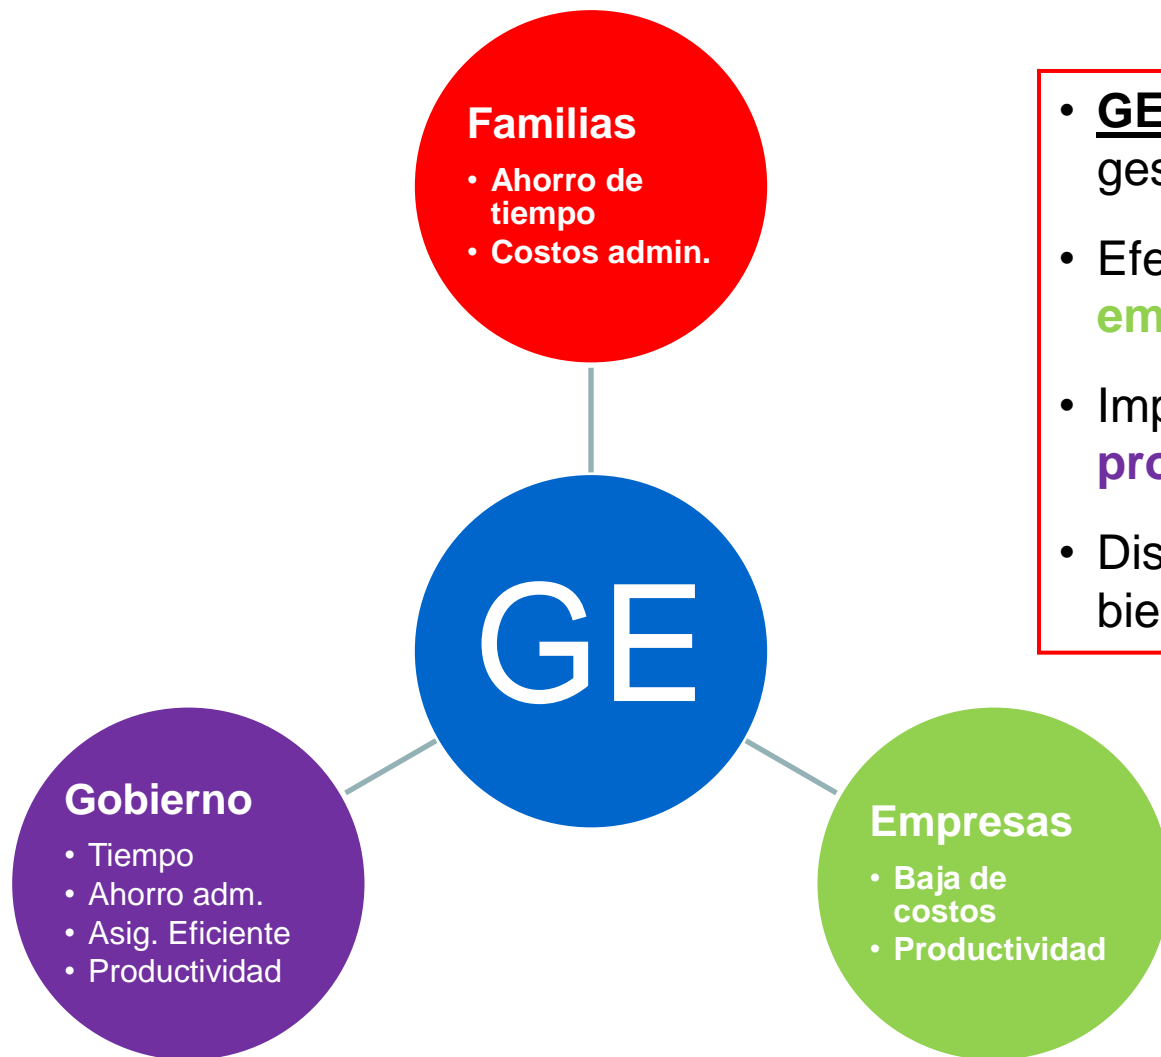 Familias
• Ahorro de
tiempo
• Costos admin.
GE
Gobierno
• Tiempo
• Ahorro adm.
• Asig. Eficiente
• Productividad
Empresas
• Baja de
costos
• Productividad
• GE
•
•
•